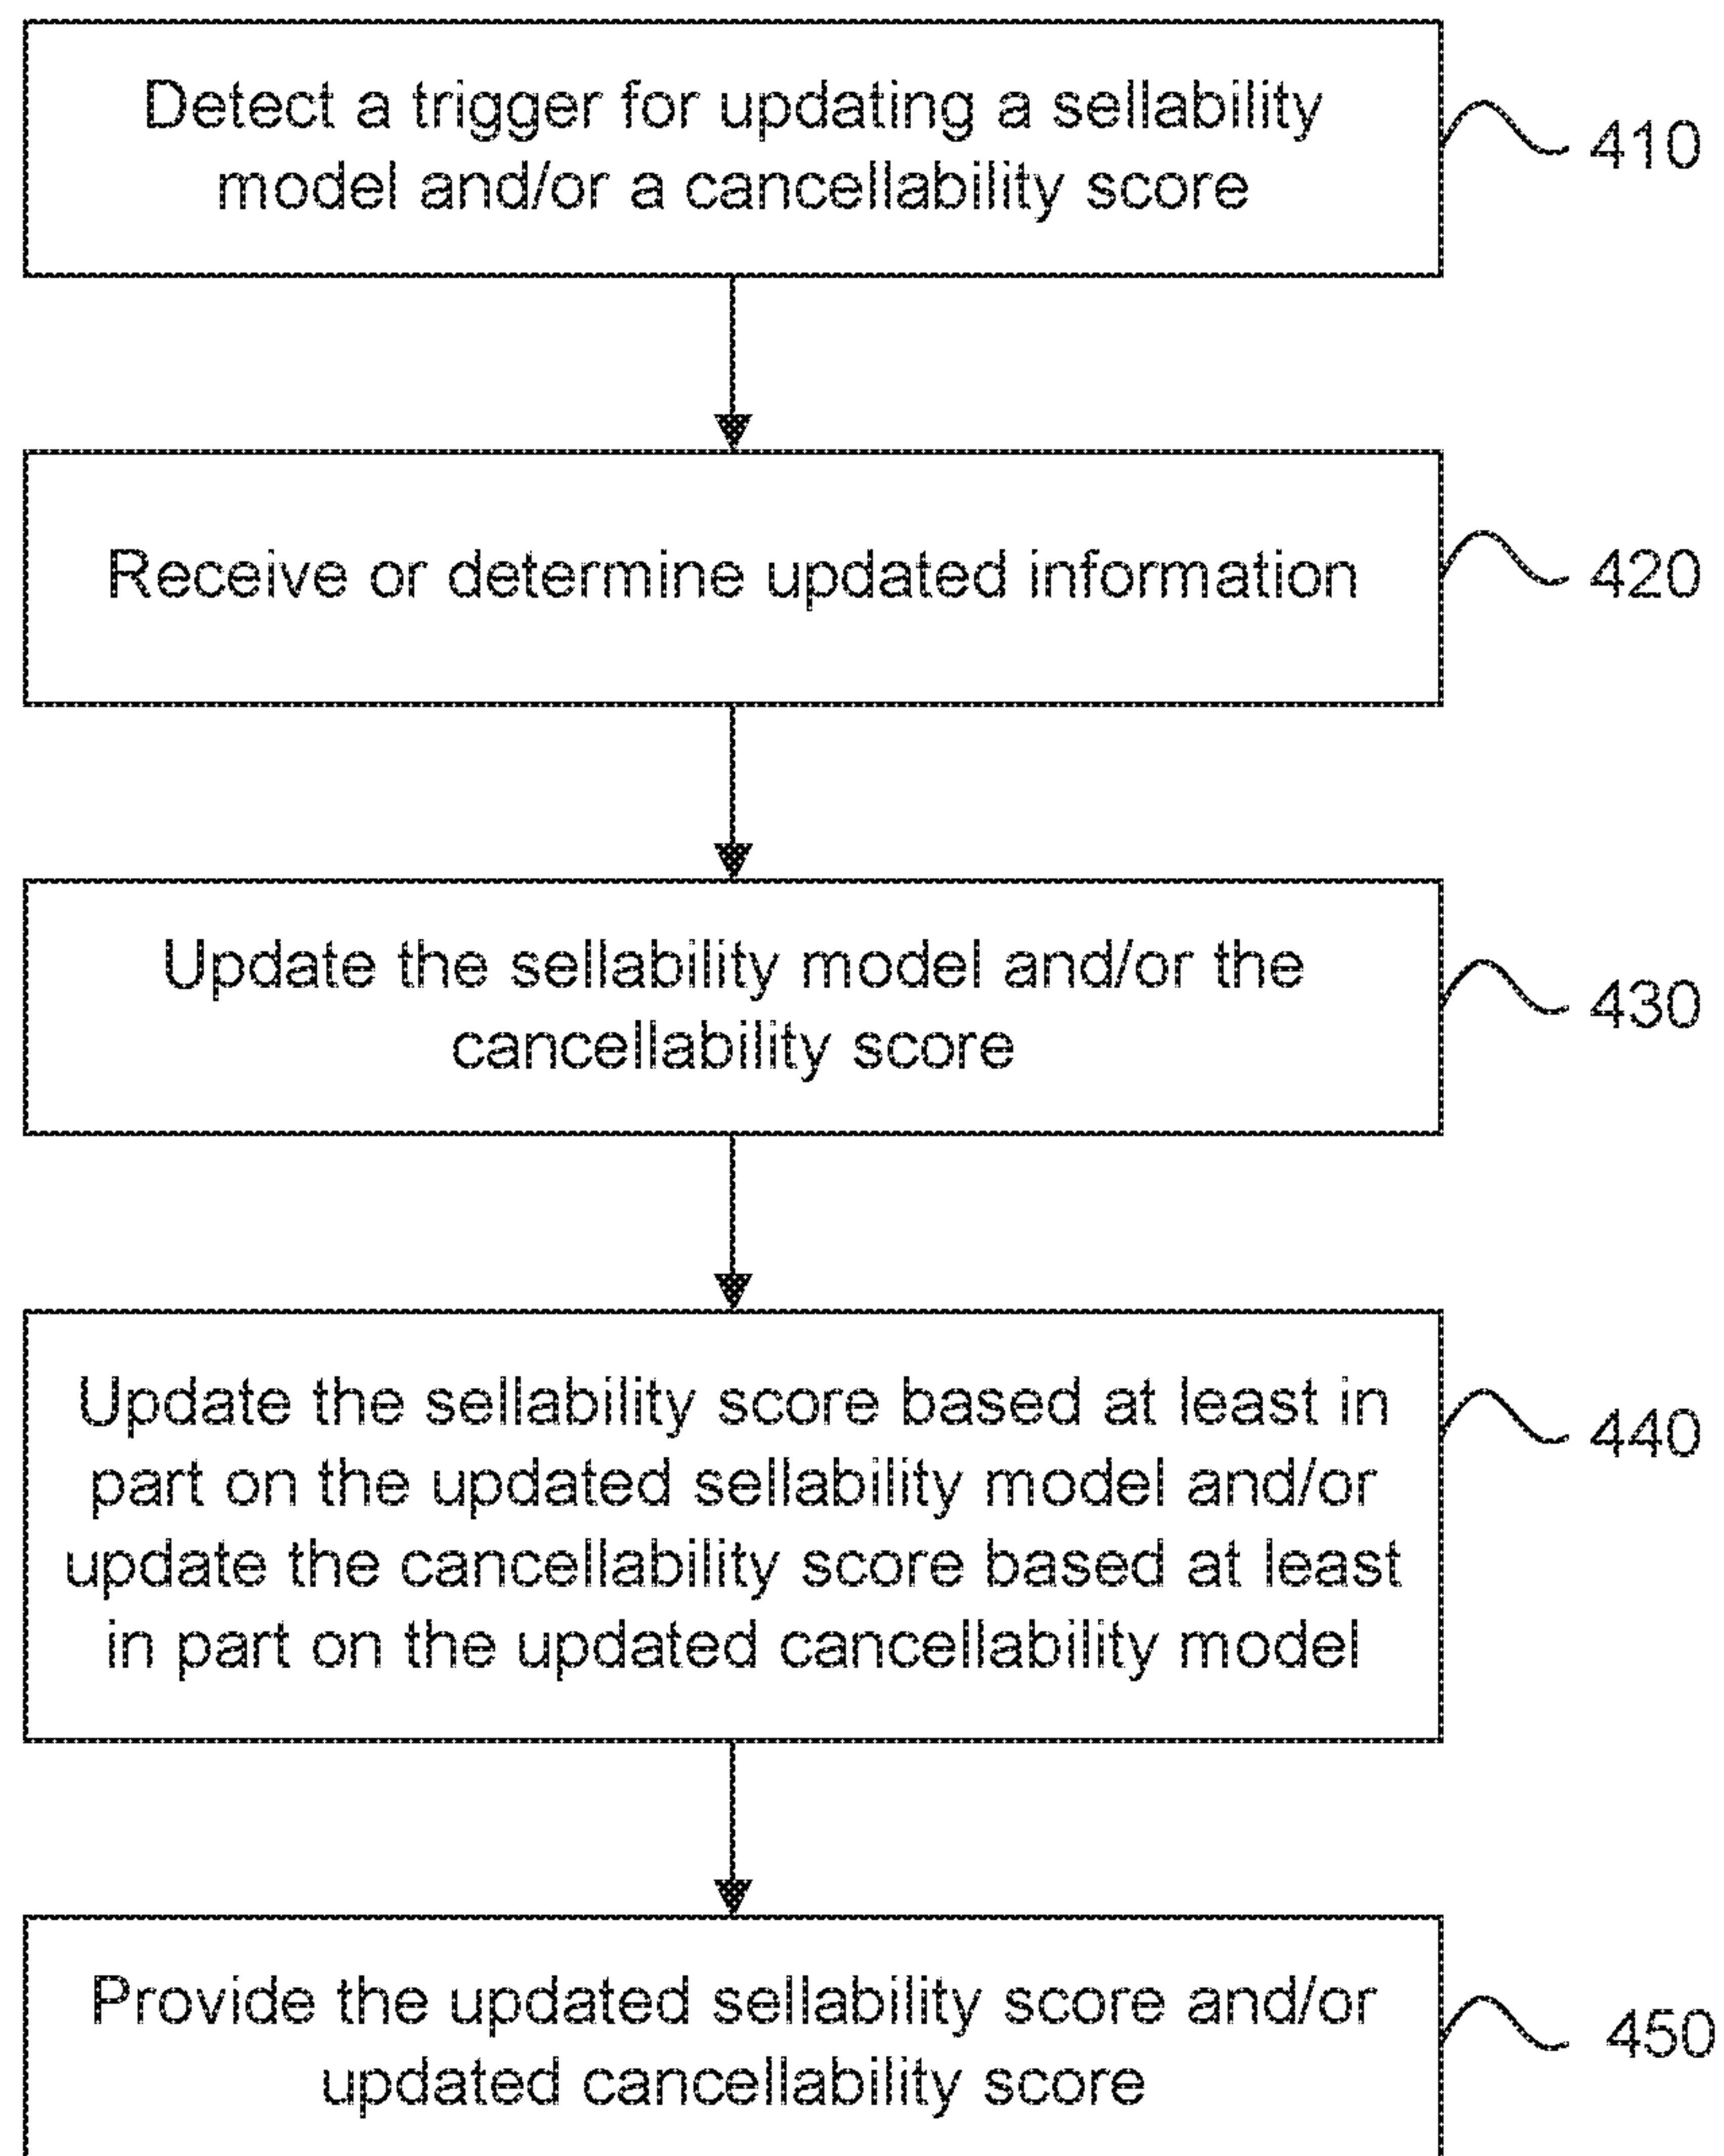 Detect a trigger for updating a sellability
model and/or a cancellability score
410
Receive or determine updated information
420
Update the sellability model and/or the
cancellability score
430
Update the sellability score based at least in
part on the updated sellability model and/or
update the cancellability score based at least
in part on the updated cancellability model
440
Provide the updated sellability score and/or
updated cancellability score
450